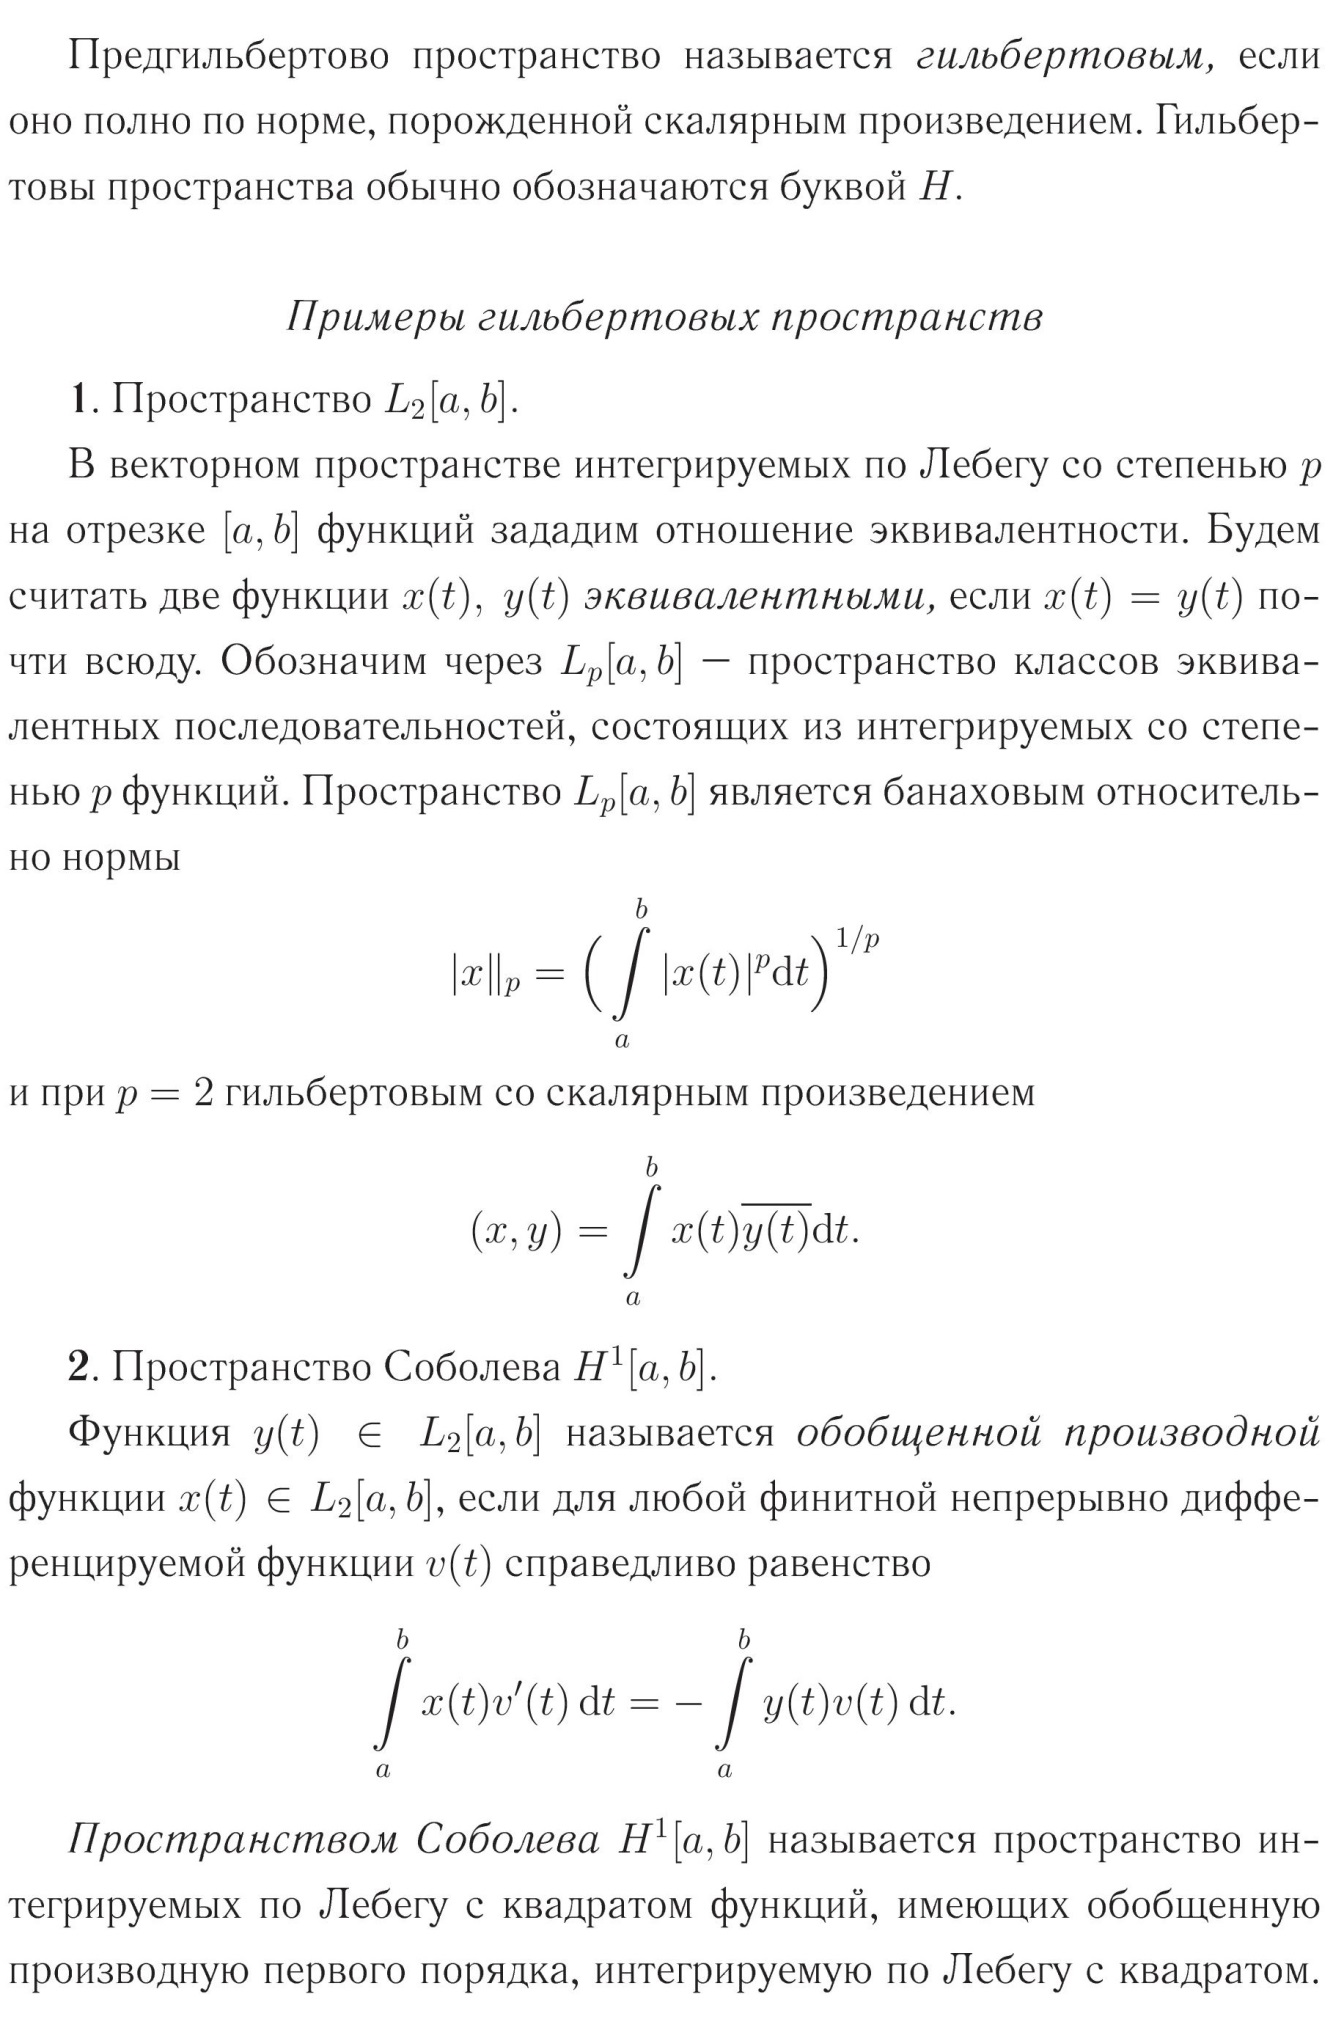 Предгильбертово пространство называется гильбертовым, если
оно полно по норме, порожденной скалярным произведением. Гильбер-
товы пространства обычно обозначаются буквой H.
Примеры гильбертовых пространств
1. Пространство L₂[a, b].
В векторном пространстве интегрируемых по Лебегу со степенью p
на отрезке [a, b] функций зададим отношение эквивалентности. Будем
считать две функции x(t), y(t) эквивалентными, если x(t) = y(t) по-
чти всюду. Обозначим через Lₚ[a, b] — пространство классов эквива-
лентных последовательностей, состоящих из интегрируемых со степе-
нью p функций. Пространство Lₚ[a, b] является банаховым относитель-
но нормы
|x‖ₚ = (∫ₐᵇ |x(t)|ᵖdt)^{1/p}
и при p = 2 гильбертовым со скалярным произведением
(x, y) = ∫ₐᵇ x(t)\overline{y(t)}dt.
2. Пространство Соболева H¹[a, b].
Функция y(t) ∈ L₂[a, b] называется обобщенной производной
функции x(t) ∈ L₂[a, b], если для любой финитной непрерывно диффе-
ренцируемой функции v(t) справедливо равенство
∫ₐᵇ x(t)v′(t) dt = − ∫ₐᵇ y(t)v(t) dt.
Пространством Соболева H¹[a, b] называется пространство ин-
тегрируемых по Лебегу с квадратом функций, имеющих обобщенную
производную первого порядка, интегрируемую по Лебегу с квадратом.